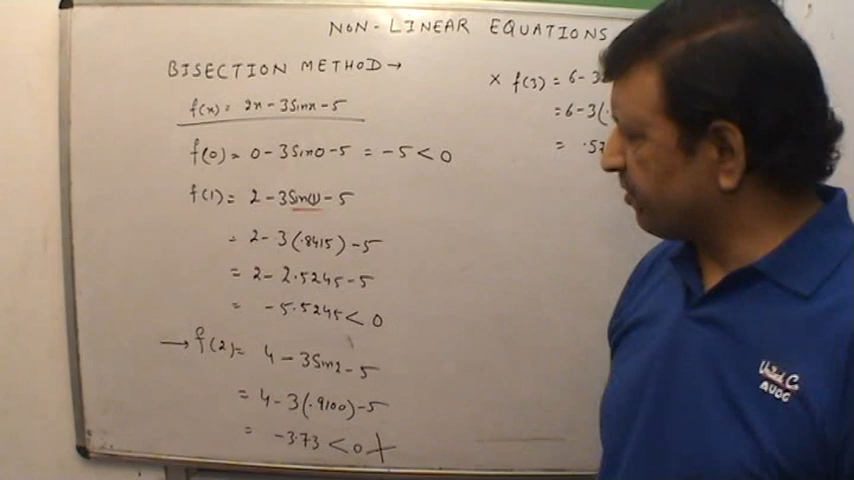 NON-LINEAR EQUATIONS
BISECTION METHOD →
f(x) = 2x - 3Sinx - 5
f(0) = 0 - 3Sin0 - 5 = -5 < 0
f(1) = 2 - 3Sin(1) - 5
= 2 - 3(.8415) - 5
= 2 - 2.5245 - 5
= -5.5245 < 0
→ f(2) = 4 - 3Sin2 - 5
= 4 - 3(.9100) - 5
= -3.73 < 0
× f(3) = 6 - 3
= 6 - 3(.
= .57
AUDC